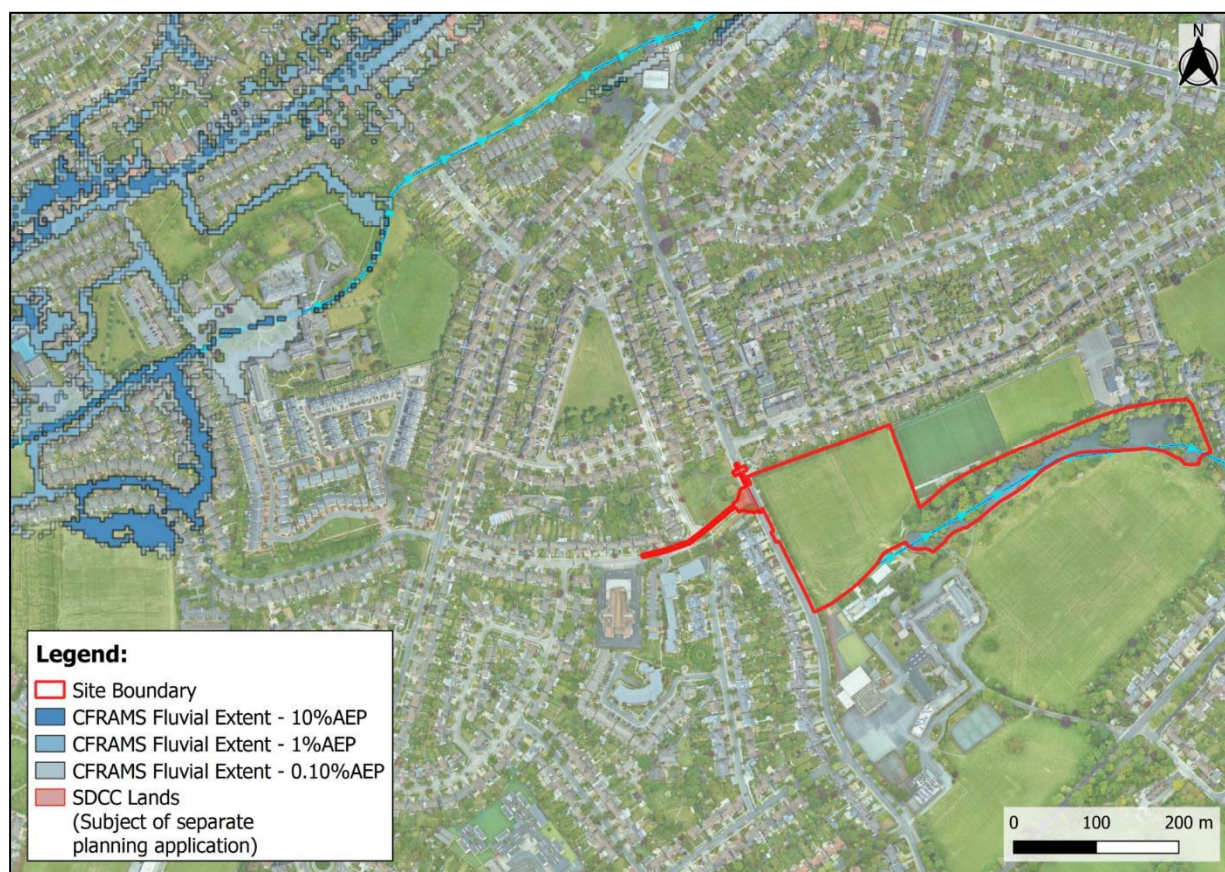 N
Legend:
Site Boundary
CFRAMS Fluvial Extent - 10%AEP
CFRAMS Fluvial Extent - 1%AEP
CFRAMS Fluvial Extent - 0.10%AEP
SDCC Lands
(Subject of separate
planning application)
0 100 200 m